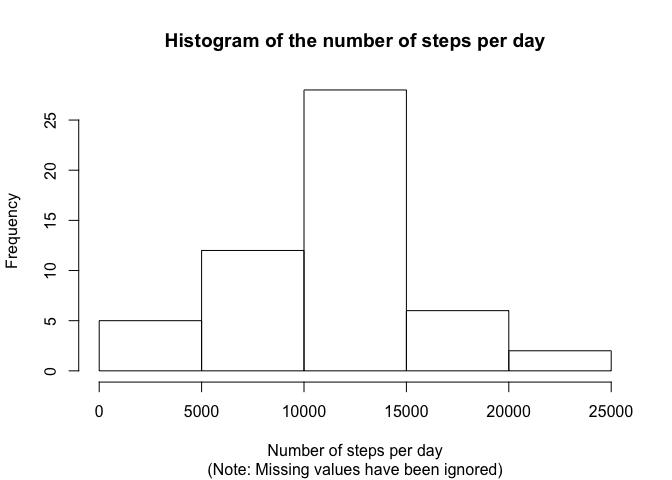 Histogram of the number of steps per day
Frequency
25
20
15
10
5
0
0 5000 10000 15000 20000 25000
Number of steps per day
(Note: Missing values have been ignored)